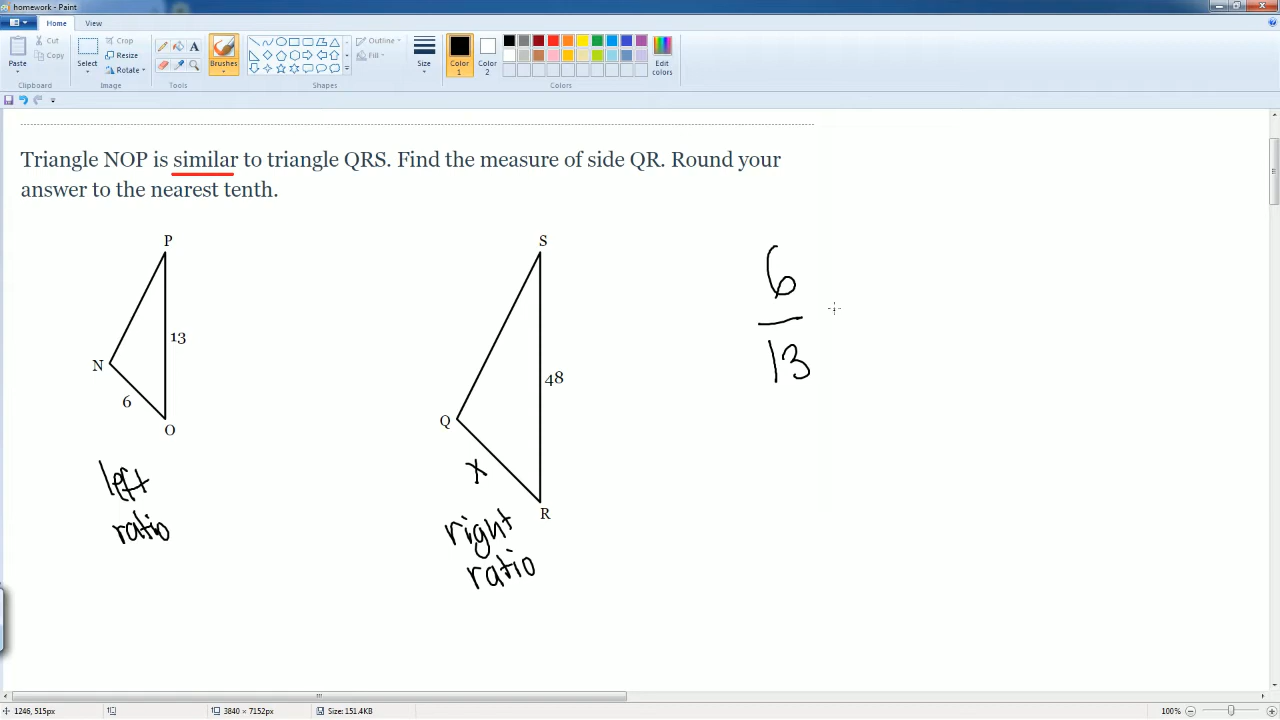 homework - Paint
Home
View
Paste
Cut
Copy
Clipboard
Select
Crop
Resize
Rotate
Image
A
Tools
Brushes
Outline
Fill
Shapes
Size
Color
1
Color
2
Edit
colors
Colors
Triangle NOP is similar to triangle QRS. Find the measure of side QR. Round your
answer to the nearest tenth.
P
13
N
6
O
left
ratio
S
48
Q
x
R
right
ratio
6
13
1246, 515px
3840 × 7152px
Size: 151.4KB
100%